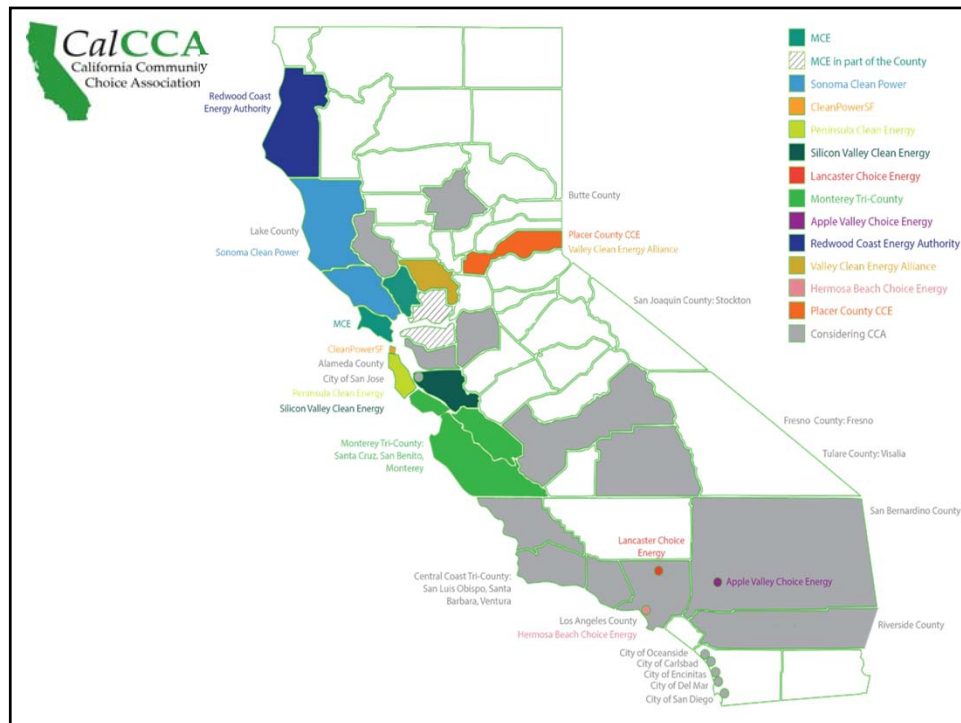 CalCCA
California Community
Choice Association
Redwood Coast
Energy Authority
Lake County
Sonoma Clean Power
MCE
CleanPowerSF
Alameda County
City of San Jose
Peninsula Clean Energy
Silicon Valley Clean Energy
Monterey Tri-County:
Santa Cruz, San Benito,
Monterey
Central Coast Tri-County:
San Luis Obispo, Santa
Barbara, Ventura
Butte County
Placer County CCE
Valley Clean Energy Alliance
San Joaquin County: Stockton
Fresno County: Fresno
Tulare County: Visalia
San Bernardino County
Lancaster Choice
Energy
Apple Valley Choice Energy
Los Angeles County
Hermosa Beach Choice Energy
Riverside County
City of Oceanside
City of Carlsbad
City of Encinitas
City of Del Mar
City of San Diego
MCE
MCE in part of the County
Sonoma Clean Power
CleanPowerSF
Peninsula Clean Energy
Silicon Valley Clean Energy
Lancaster Choice Energy
Monterey Tri-County
Apple Valley Choice Energy
Redwood Coast Energy Authority
Valley Clean Energy Alliance
Hermosa Beach Choice Energy
Placer County CCE
Considering CCA